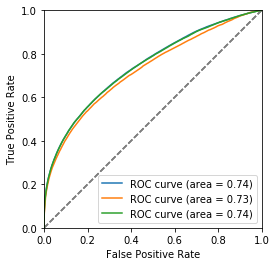 1.0
0.8
0.6
0.4
0.2
0.0
True Positive Rate
ROC curve (area = 0.74)
ROC curve (area = 0.73)
ROC curve (area = 0.74)
0.0 0.2 0.4 0.6 0.8 1.0
False Positive Rate